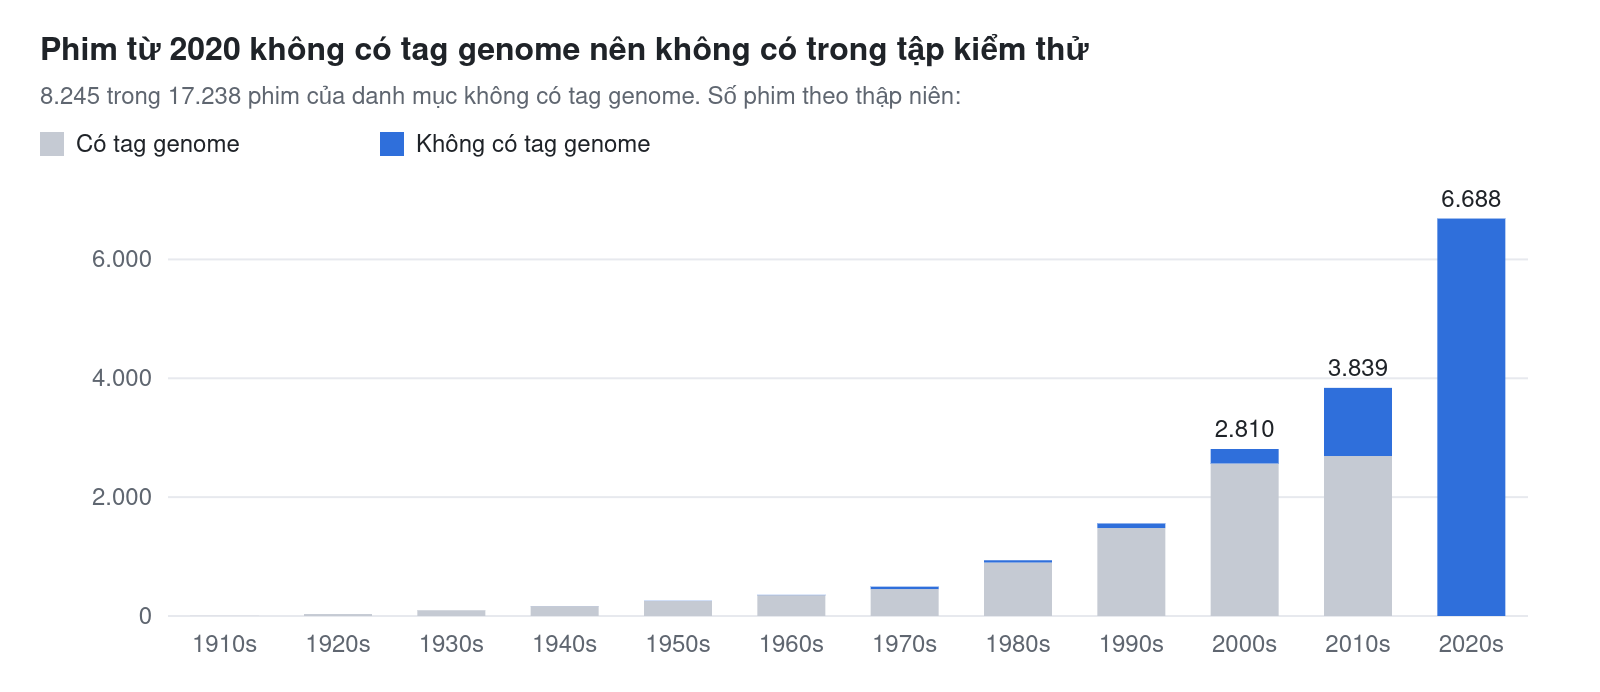 Phim từ 2020 không có tag genome nên không có trong tập kiểm thử
8.245 trong 17.238 phim của danh mục không có tag genome. Số phim theo thập niên:
Có tag genome
Không có tag genome
6.688
6.000
3.839
4.000
2.810
2.000
0
1910s
1920s
1930s
1940s
1950s
1960s
1970s
1980s
1990s
2000s
2010s
2020s